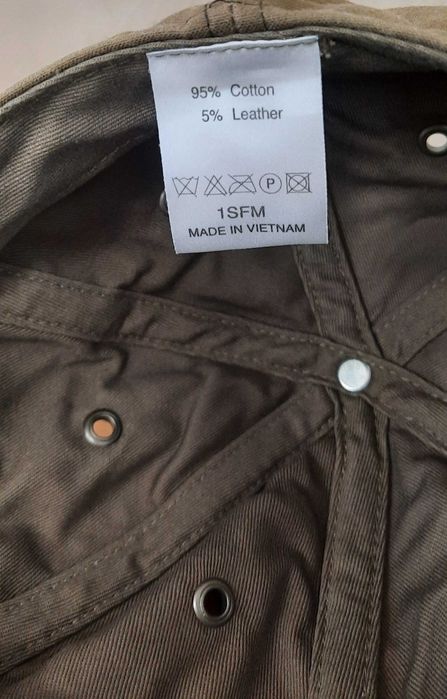 95% Cotton
5% Leather
P
1SFM
MADE IN VIETNAM